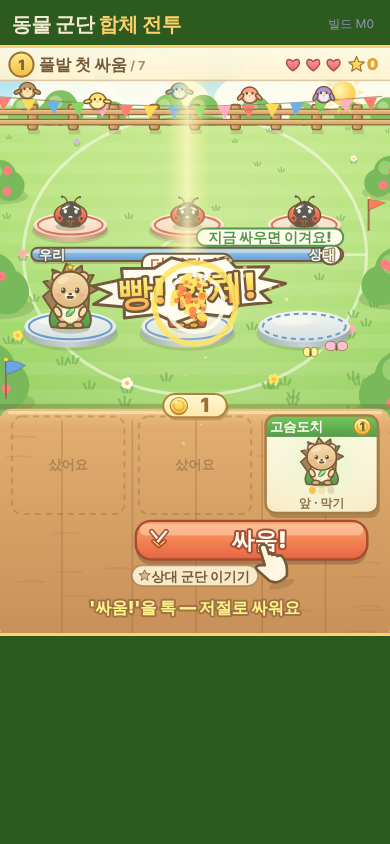 동물 군단 합체 전투
빌드 M0
1 풀밭 첫 싸움 / 7
0
지금 싸우면 이겨요!
우리
상태
빵!
체!
1
샀어요
샀어요
고슴도치
1
앞 · 막기
싸움!
상대 군단 이기기
'싸움!'을 톡 — 저절로 싸워요